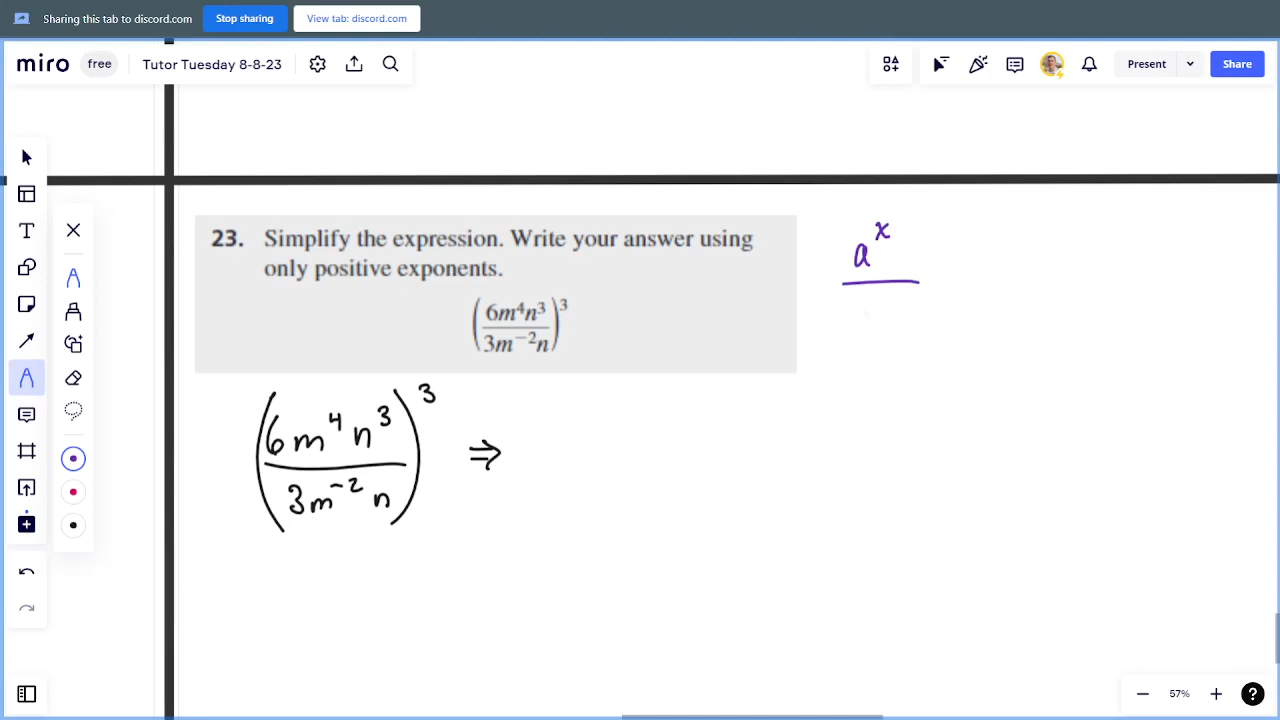 Sharing this tab to discord.com Stop sharing View tab: discord.com
miro free Tutor Tuesday 8-8-23 Present Share
23. Simplify the expression. Write your answer using
only positive exponents.
(6m⁴n³/3m⁻²n)³
aˣ
(6m⁴n³/3m⁻²n)³ ⇒
57%